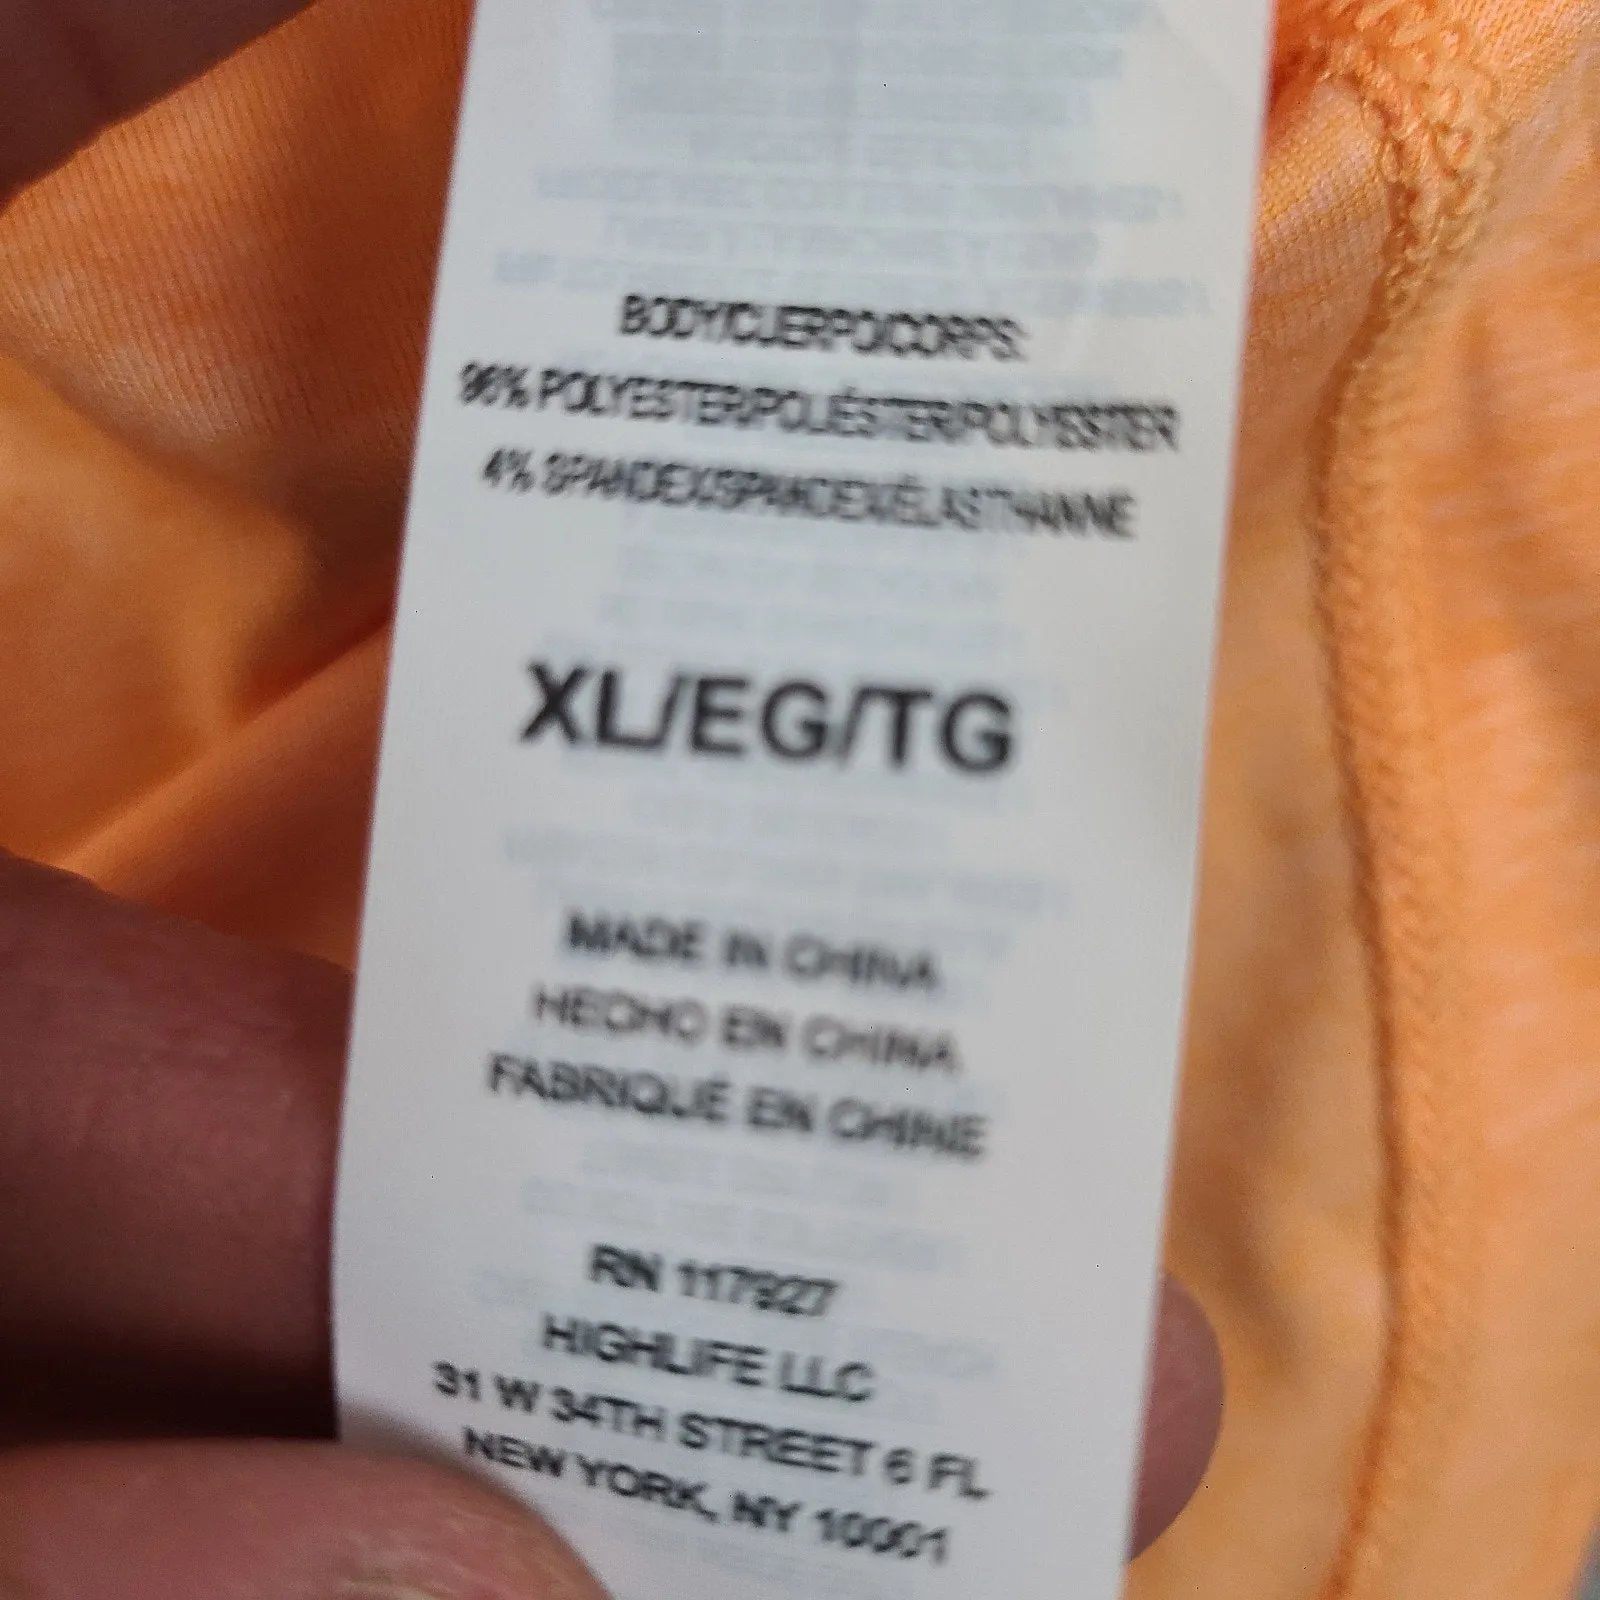 BODY/CUERPO/CORPS:
96% POLYESTER/POLIÉSTER/POLYESTER
4% SPANDEX/SPANDEX/ÉLASTHANNE
XL/EG/TG
MADE IN CHINA
HECHO EN CHINA
FABRIQUÉ EN CHINE
RN 117927
HIGHLIFE LLC
31 W 34TH STREET 6 FL
NEW YORK, NY 10001